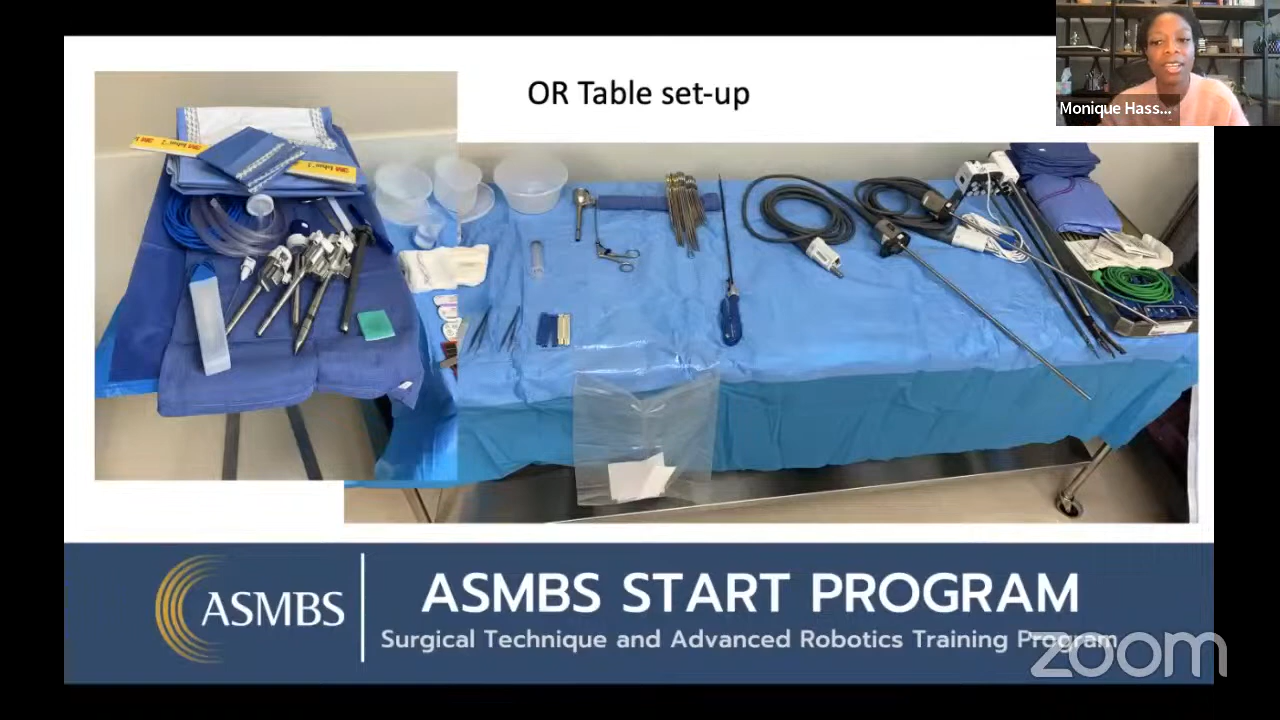 OR Table set-up
Monique Hass...
ASMBS
ASMBS START PROGRAM
Surgical Technique and Advanced Robotics Training Program
zoom